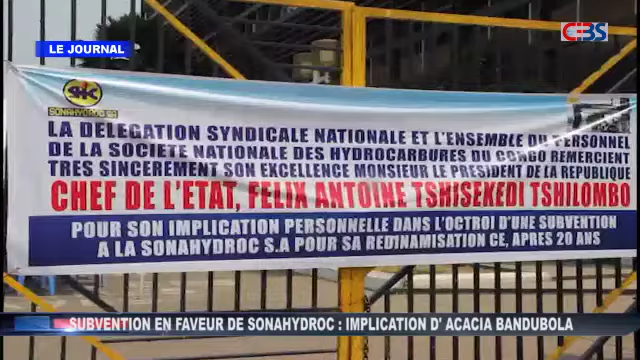 LE JOURNAL
CEBS
SONAHYDROC SA
LA DELEGATION SYNDICALE NATIONALE ET L'ENSEMBLE DU PERSONNEL
DE LA SOCIETE NATIONALE DES HYDROCARBURES DU CONGO REMERCIENT
TRES SINCEREMENT SON EXCELLENCE MONSIEUR LE PRESIDENT DE LA REPUBLIQUE
CHEF DE L'ETAT, FELIX ANTOINE TSHISEKEDI TSHILOMBO
POUR SON IMPLICATION PERSONNELLE DANS L'OCTROI D'UNE SUBVENTION
A LA SONAHYDROC S.A POUR SA REDINAMISATION CE, APRES 20 ANS
SUBVENTION EN FAVEUR DE SONAHYDROC : IMPLICATION D' ACACIA BANDUBOLA